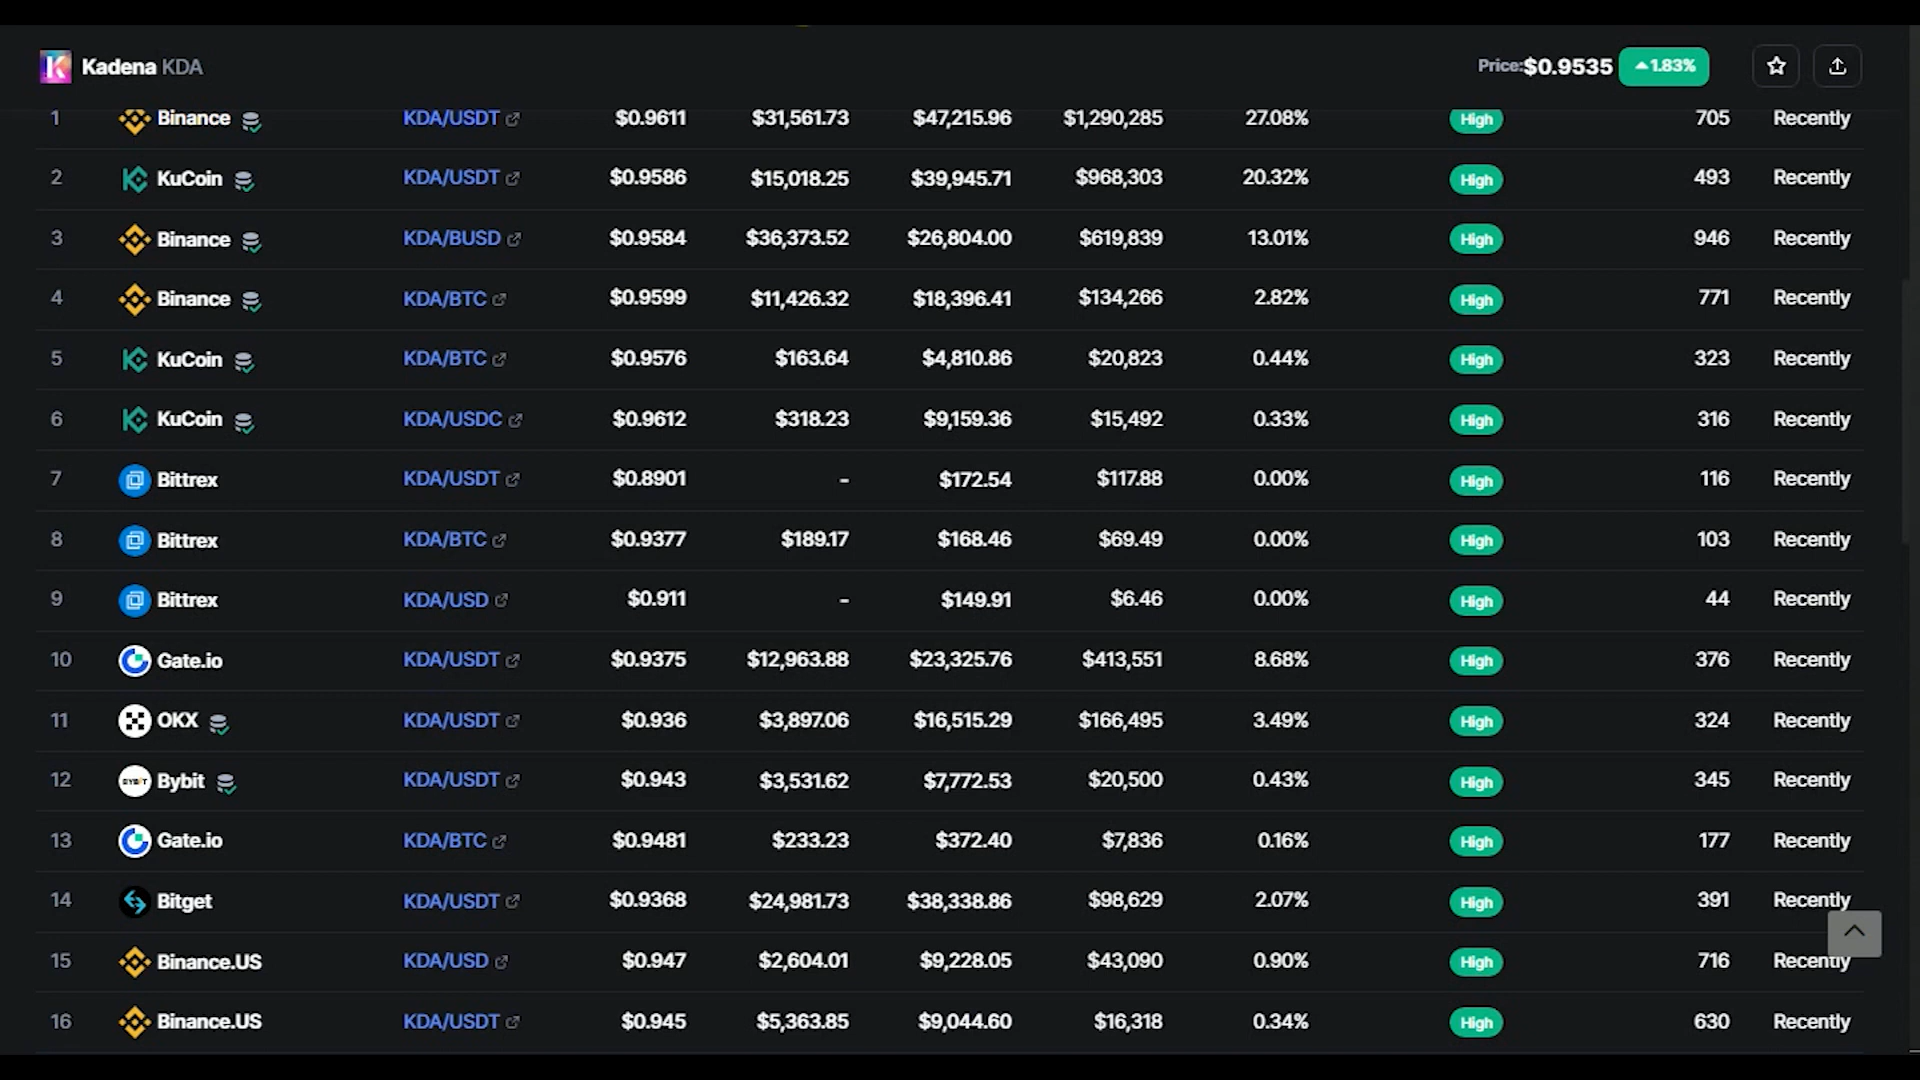 Kadena KDA Price:$0.9535 1.83%
1 Binance KDA/USDT $0.9611 $31,561.73 $47,215.96 $1,290,285 27.08% High 705 Recently
2 KuCoin KDA/USDT $0.9586 $15,018.25 $39,945.71 $968,303 20.32% High 493 Recently
3 Binance KDA/BUSD $0.9584 $36,373.52 $26,804.00 $619,839 13.01% High 946 Recently
4 Binance KDA/BTC $0.9599 $11,426.32 $18,396.41 $134,266 2.82% High 771 Recently
5 KuCoin KDA/BTC $0.9576 $163.64 $4,810.86 $20,823 0.44% High 323 Recently
6 KuCoin KDA/USDC $0.9612 $318.23 $9,159.36 $15,492 0.33% High 316 Recently
7 Bittrex KDA/USDT $0.8901 - $172.54 $117.88 0.00% High 116 Recently
8 Bittrex KDA/BTC $0.9377 $189.17 $168.46 $69.49 0.00% High 103 Recently
9 Bittrex KDA/USD $0.911 - $149.91 $6.46 0.00% High 44 Recently
10 Gate.io KDA/USDT $0.9375 $12,963.88 $23,325.76 $413,551 8.68% High 376 Recently
11 OKX KDA/USDT $0.936 $3,897.06 $16,515.29 $166,495 3.49% High 324 Recently
12 BYBIT Bybit KDA/USDT $0.943 $3,531.62 $7,772.53 $20,500 0.43% High 345 Recently
13 Gate.io KDA/BTC $0.9481 $233.23 $372.40 $7,836 0.16% High 177 Recently
14 Bitget KDA/USDT $0.9368 $24,981.73 $38,338.86 $98,629 2.07% High 391 Recently
15 Binance.US KDA/USD $0.947 $2,604.01 $9,228.05 $43,090 0.90% High 716 Recently
16 Binance.US KDA/USDT $0.945 $5,363.85 $9,044.60 $16,318 0.34% High 630 Recently